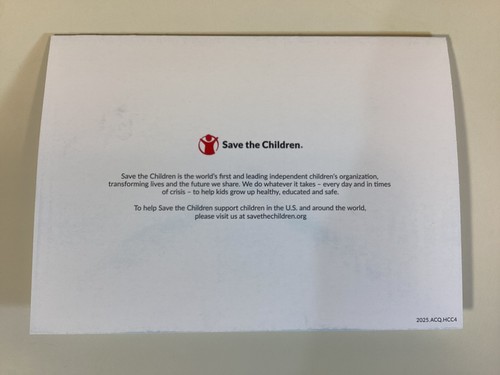 Save the Children.
Save the Children is the world's first and leading independent children's organization,
transforming lives and the future we share. We do whatever it takes – every day and in times
of crisis – to help kids grow up healthy, educated and safe.
To help Save the Children support children in the U.S. and around the world,
please visit us at savethechildren.org
2025.ACQ.HCC4